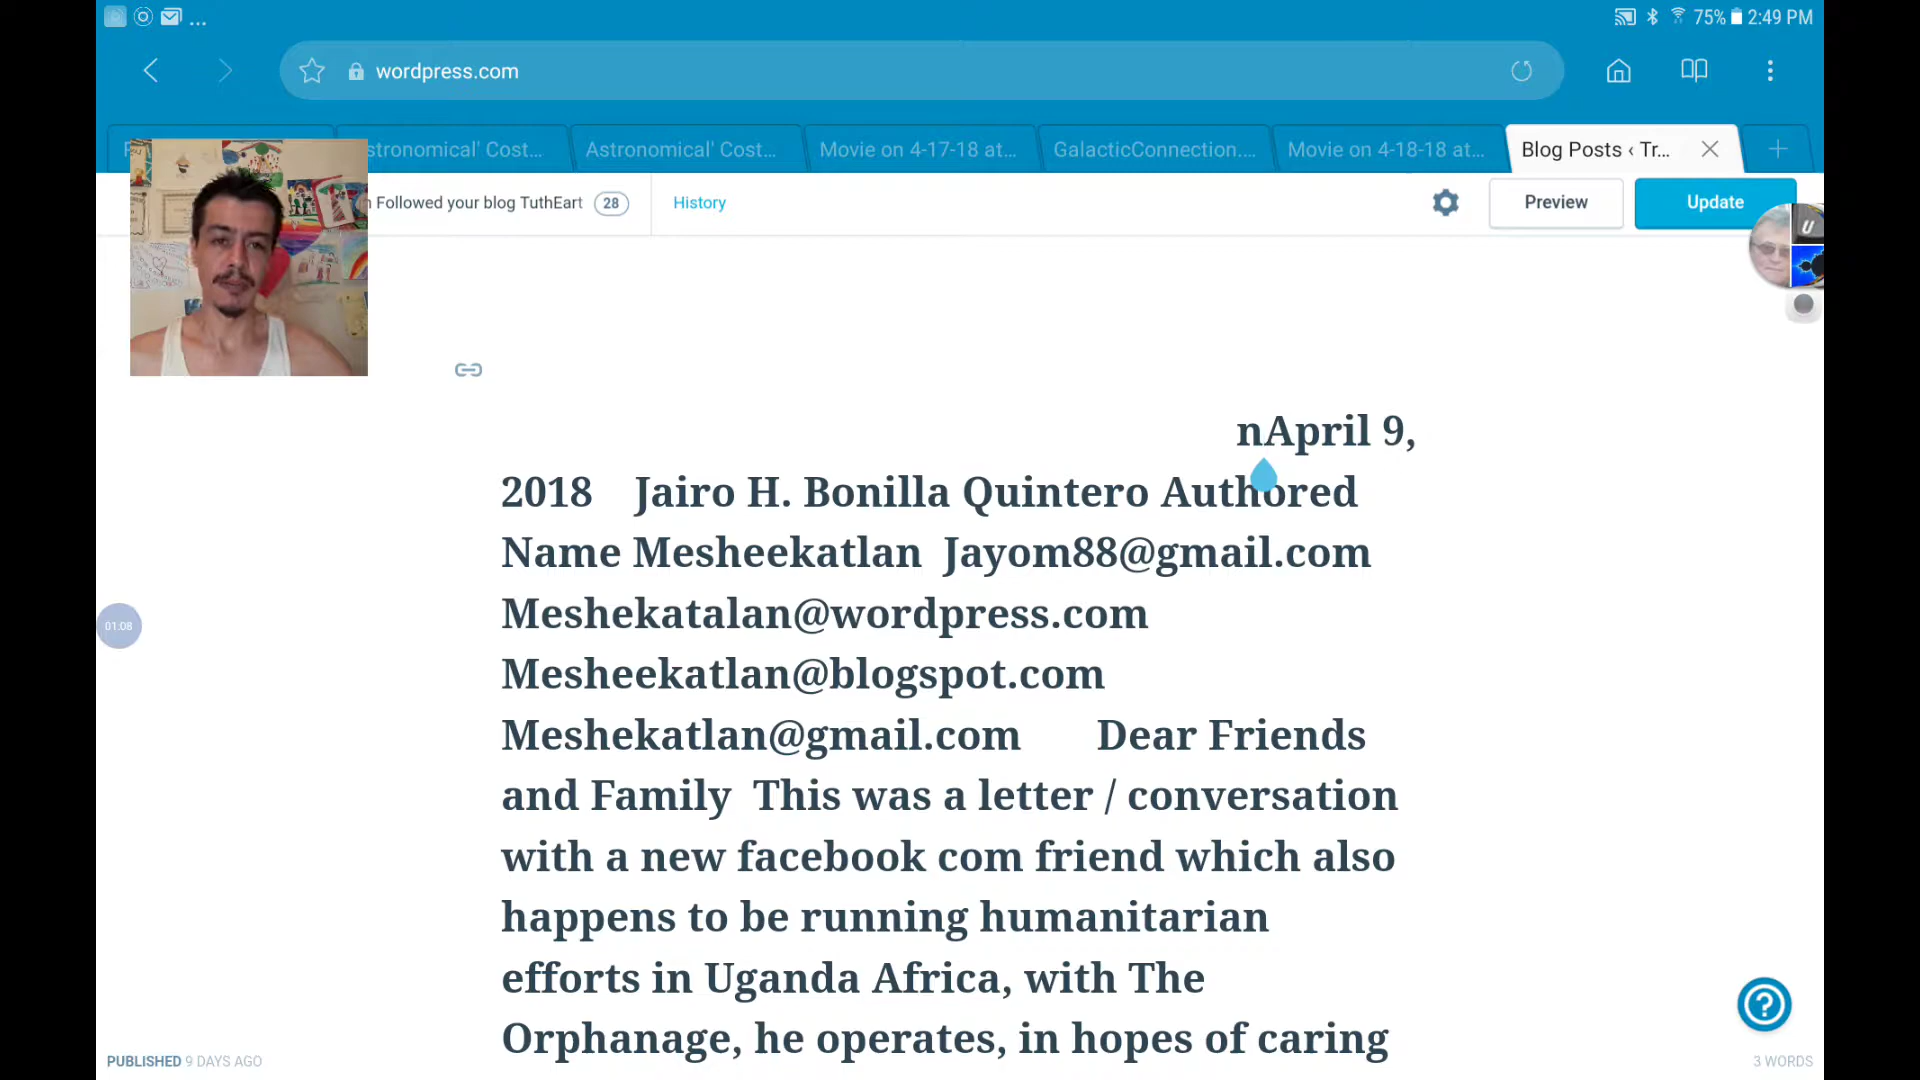 ... 75% 2:49 PM
wordpress.com
stronomical' Cost... Astronomical' Cost... Movie on 4-17-18 at... GalacticConnection.... Movie on 4-18-18 at... Blog Posts ‹ Tr...
Followed your blog TuthEart 28 History Preview Update
nApril 9,
2018 Jairo H. Bonilla Quintero Authored
Name Mesheekatlan Jayom88@gmail.com
Meshekatalan@wordpress.com
Mesheekatlan@blogspot.com
01:08
Meshekatlan@gmail.com Dear Friends
and Family This was a letter / conversation
with a new facebook com friend which also
happens to be running humanitarian
efforts in Uganda Africa, with The
Orphanage, he operates, in hopes of caring
PUBLISHED 9 DAYS AGO 3 WORDS